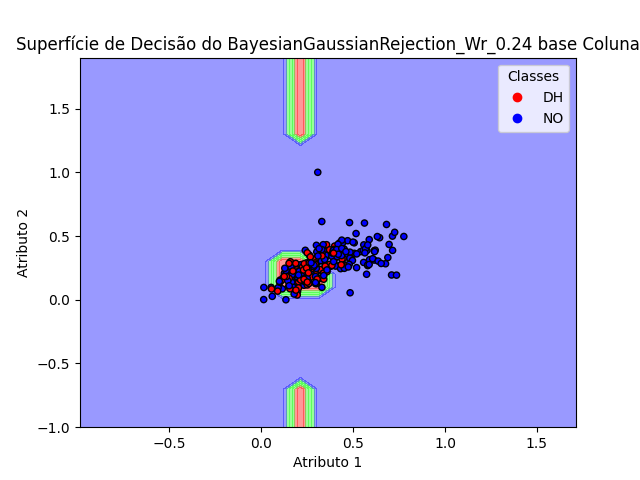 Superfície de Decisão do BayesianGaussianRejection_Wr_0.24 base Coluna
Classes
DH
NO
Atributo 2
1.5
1.0
0.5
0.0
−0.5
−1.0
−0.5
0.0
0.5
1.0
1.5
Atributo 1